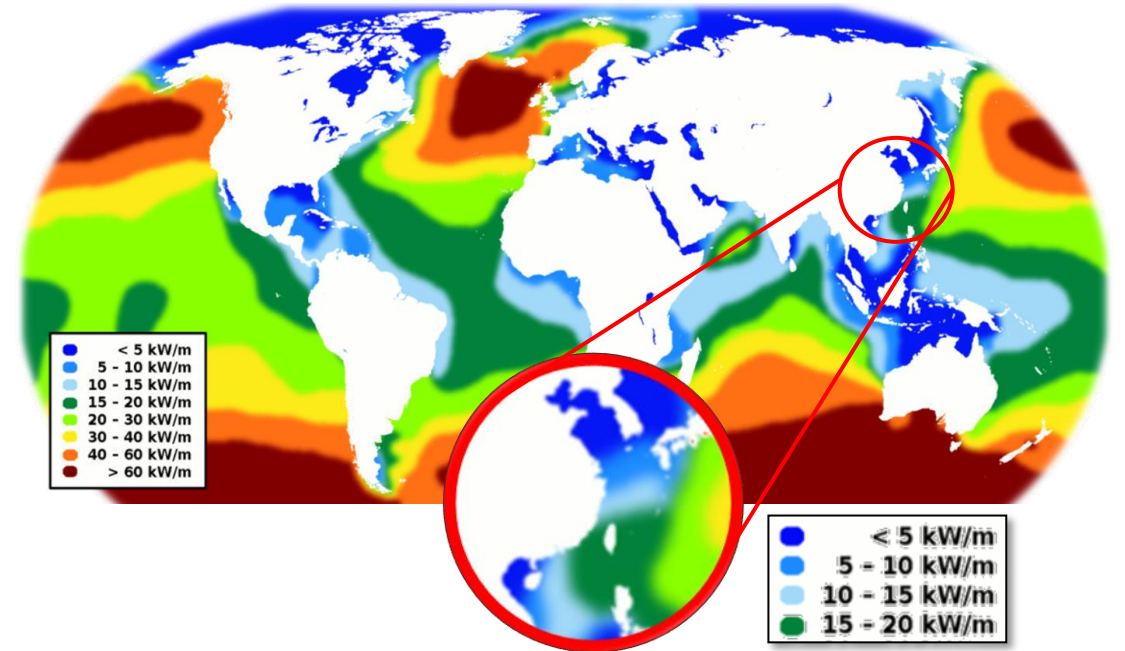 < 5 kW/m
5 - 10 kW/m
10 - 15 kW/m
15 - 20 kW/m
20 - 30 kW/m
30 - 40 kW/m
40 - 60 kW/m
> 60 kW/m
< 5 kW/m
5 - 10 kW/m
10 - 15 kW/m
15 - 20 kW/m